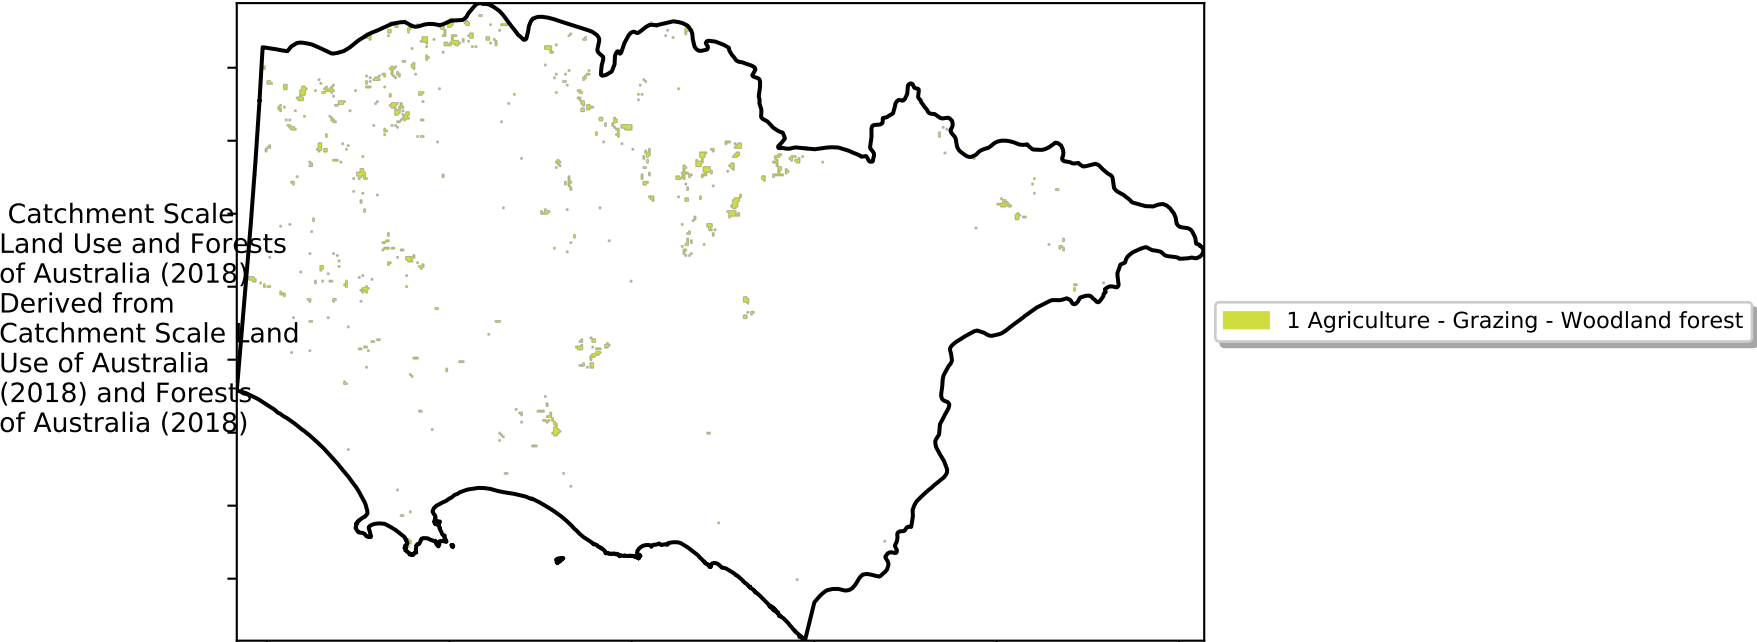 Catchment Scale
Land Use and Forests
of Australia (2018)
Derived from
Catchment Scale Land
Use of Australia
(2018) and Forests
of Australia (2018)
1 Agriculture - Grazing - Woodland forest